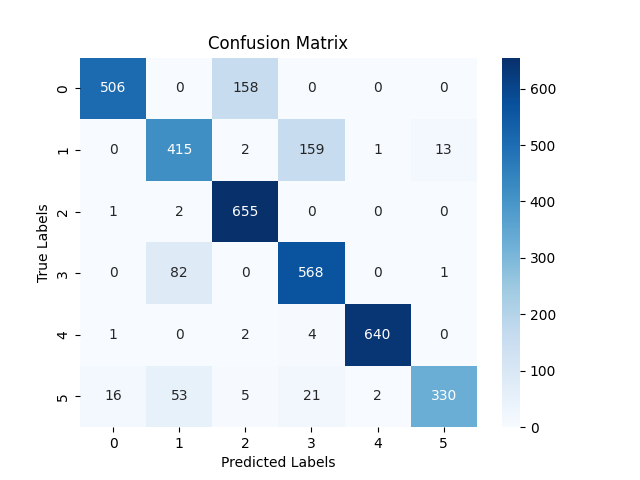 Confusion Matrix
0 506 0 158 0 0 0
1 0 415 2 159 1 13
2 1 2 655 0 0 0
3 0 82 0 568 0 1
4 1 0 2 4 640 0
5 16 53 5 21 2 330
0 1 2 3 4 5
Predicted Labels
True Labels
600
500
400
300
200
100
0